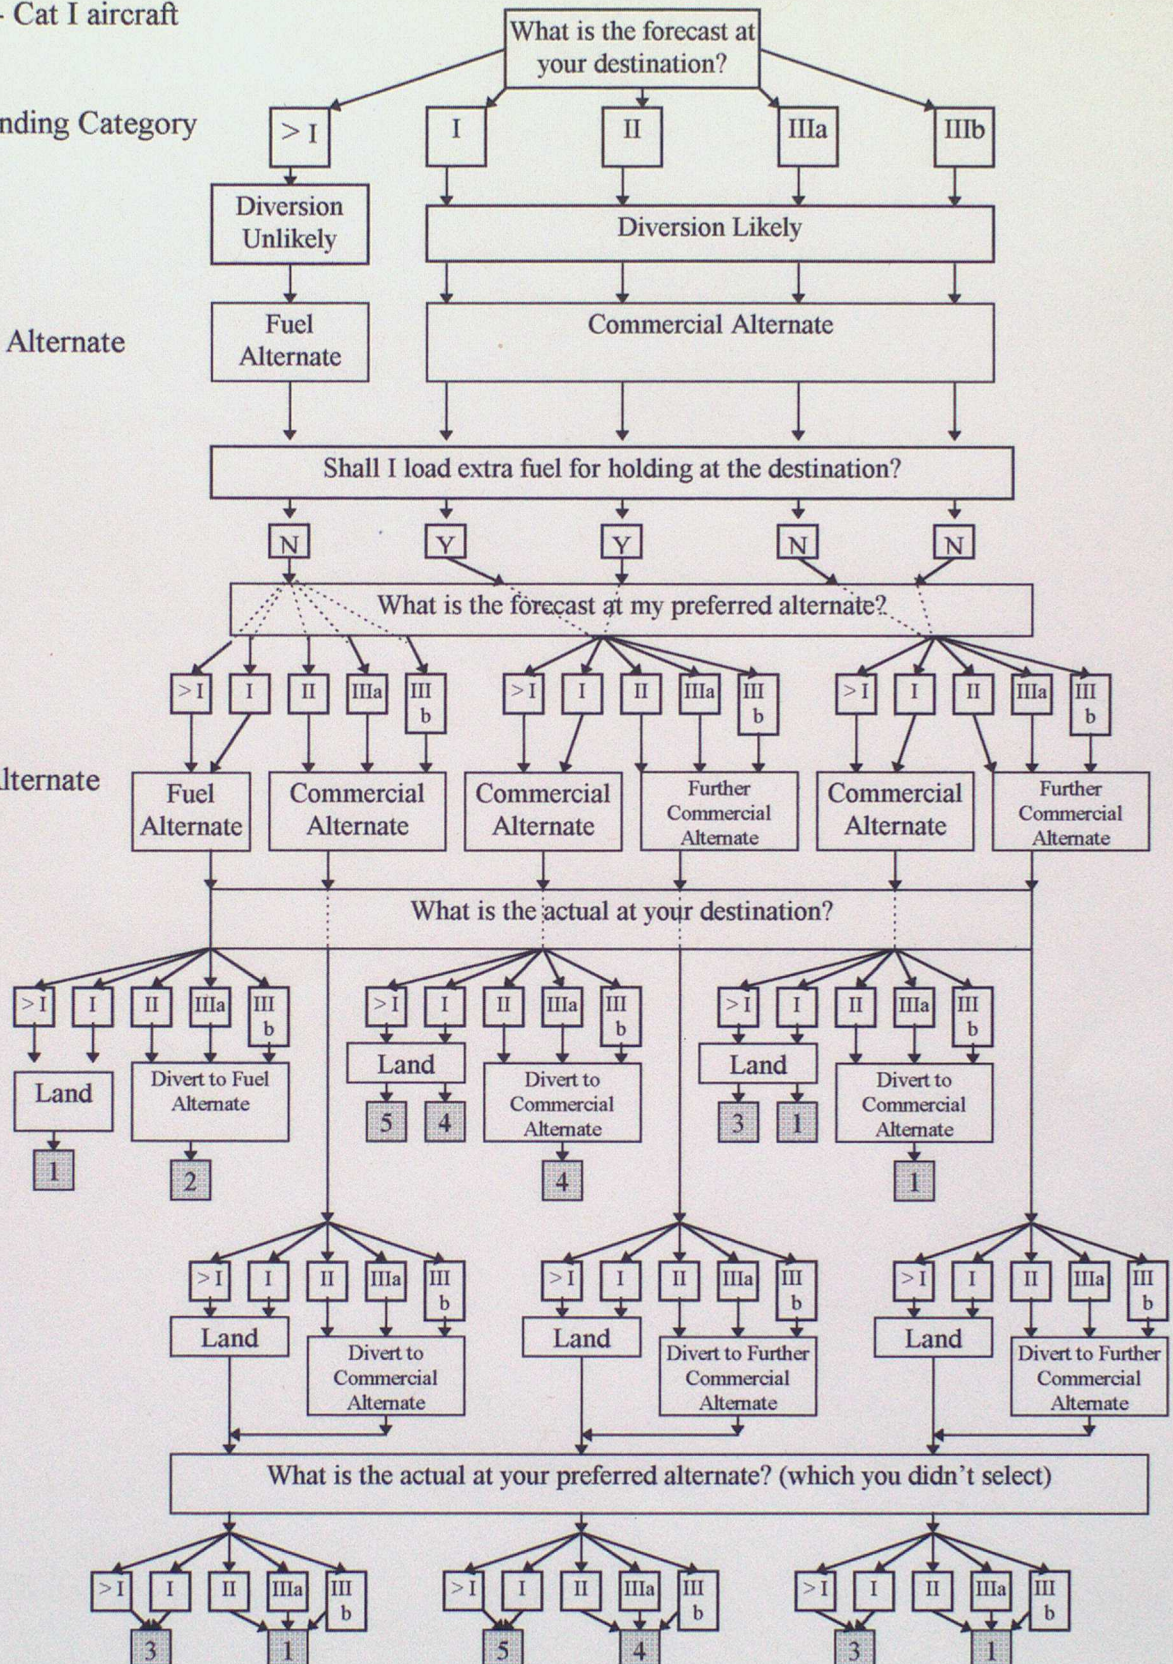 - Cat I aircraft
What is the forecast at
your destination?
nding Category
> I
I
II
IIIa
IIIb
Diversion
Unlikely
Diversion Likely
Alternate
Fuel
Alternate
Commercial Alternate
Shall I load extra fuel for holding at the destination?
N
Y
Y
N
N
What is the forecast at my preferred alternate?
> I
I
II
IIIa
III
b
> I
I
II
IIIa
III
b
> I
I
II
IIIa
III
b
lternate
Fuel
Alternate
Commercial
Alternate
Commercial
Alternate
Further
Commercial
Alternate
Commercial
Alternate
Further
Commercial
Alternate
What is the actual at your destination?
> I
I
II
IIIa
III
b
> I
I
II
IIIa
III
b
> I
I
II
IIIa
III
b
Land
Divert to Fuel
Alternate
Land
Divert to
Commercial
Alternate
Land
Divert to
Commercial
Alternate
5
4
3
1
1
2
4
1
> I
I
II
IIIa
III
b
> I
I
II
IIIa
III
b
> I
I
II
IIIa
III
b
Land
Divert to
Commercial
Alternate
Land
Divert to Further
Commercial
Alternate
Land
Divert to Further
Commercial
Alternate
What is the actual at your preferred alternate? (which you didn't select)
> I
I
II
IIIa
III
b
> I
I
II
IIIa
III
b
> I
I
II
IIIa
III
b
3
1
5
4
3
1